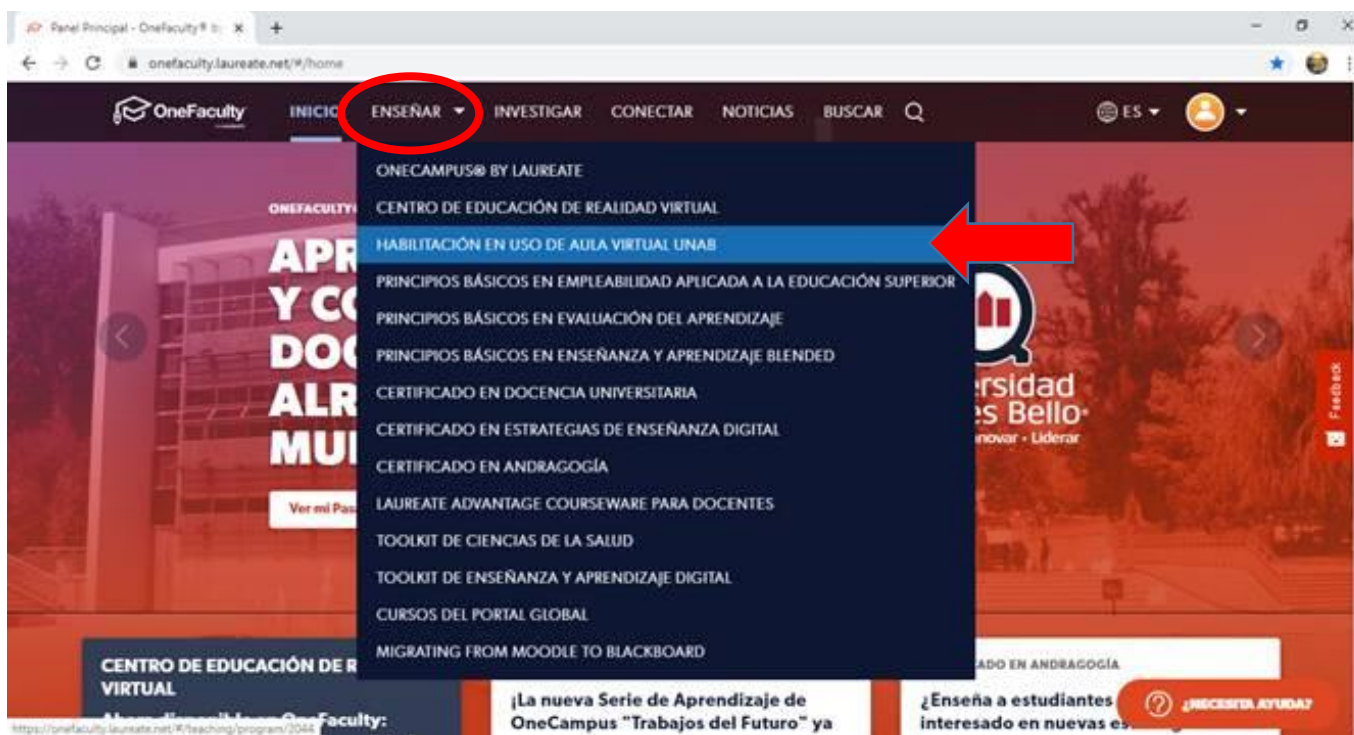 Panel Principal - OneFaculty®
onefaculty.laureate.net/#/home
OneFaculty
INICIO
ENSEÑAR
INVESTIGAR
CONECTAR
NOTICIAS
BUSCAR
ES
ONECAMPUS® BY LAUREATE
CENTRO DE EDUCACIÓN DE REALIDAD VIRTUAL
HABILITACIÓN EN USO DE AULA VIRTUAL UNAB
PRINCIPIOS BÁSICOS EN EMPLEABILIDAD APLICADA A LA EDUCACIÓN SUPERIOR
PRINCIPIOS BÁSICOS EN EVALUACIÓN DEL APRENDIZAJE
PRINCIPIOS BÁSICOS EN ENSEÑANZA Y APRENDIZAJE BLENDED
CERTIFICADO EN DOCENCIA UNIVERSITARIA
CERTIFICADO EN ESTRATEGIAS DE ENSEÑANZA DIGITAL
CERTIFICADO EN ANDRAGOGÍA
LAUREATE ADVANTAGE COURSEWARE PARA DOCENTES
TOOLKIT DE CIENCIAS DE LA SALUD
TOOLKIT DE ENSEÑANZA Y APRENDIZAJE DIGITAL
CURSOS DEL PORTAL GLOBAL
MIGRATING FROM MOODLE TO BLACKBOARD
ONEFACULTY
APR
Y CO
DOC
ALR
MU
Ver mi Pas
rsidad
es Bello
novar • Liderar
Feedback
CENTRO DE EDUCACIÓN DE R
VIRTUAL
OneFaculty:
https://onefaculty.laureate.net/#/teaching/program/2044
¡La nueva Serie de Aprendizaje de
OneCampus "Trabajos del Futuro" ya
ADO EN ANDRAGOGÍA
¿Enseña a estudiantes
interesado en nuevas es
¿NECESITA AYUDA?